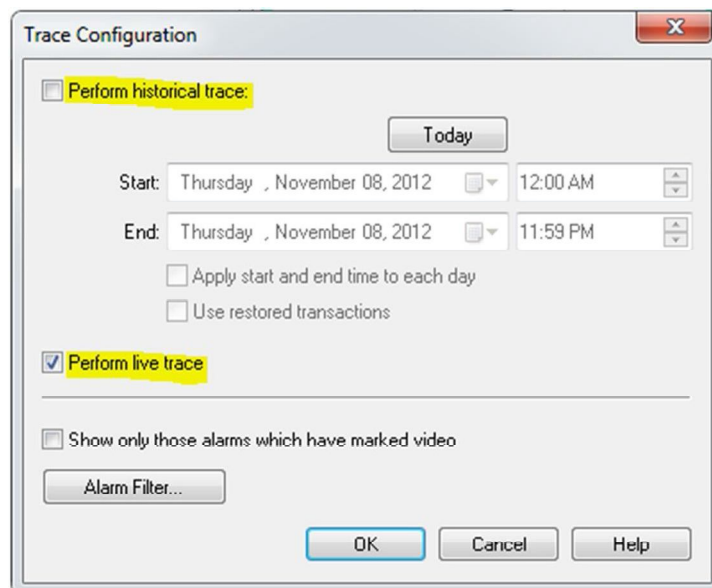 Trace Configuration
Perform historical trace:
Today
Start: Thursday , November 08, 2012 12:00 AM
End: Thursday , November 08, 2012 11:59 PM
Apply start and end time to each day
Use restored transactions
Perform live trace
Show only those alarms which have marked video
Alarm Filter...
OK Cancel Help